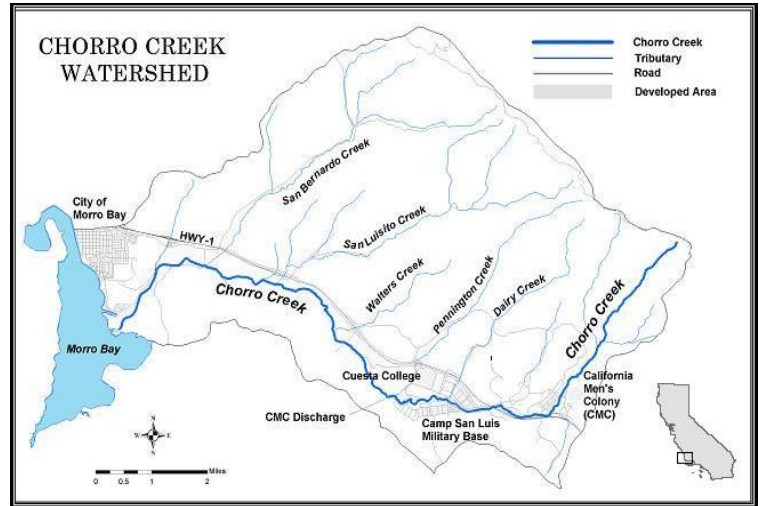 CHORRO CREEK
WATERSHED
Chorro Creek
Tributary
Road
Developed Area
San Bernardo Creek
City of
Morro Bay
HWY-1
San Luisito Creek
Chorro Creek
Walters Creek
Pennington Creek
Dairy Creek
Chorro Creek
Morro Bay
Cuesta College
California
Men's
Colony
(CMC)
CMC Discharge
Camp San Luis
Military Base
N
W
E
S
Miles
0 0.5 1 2